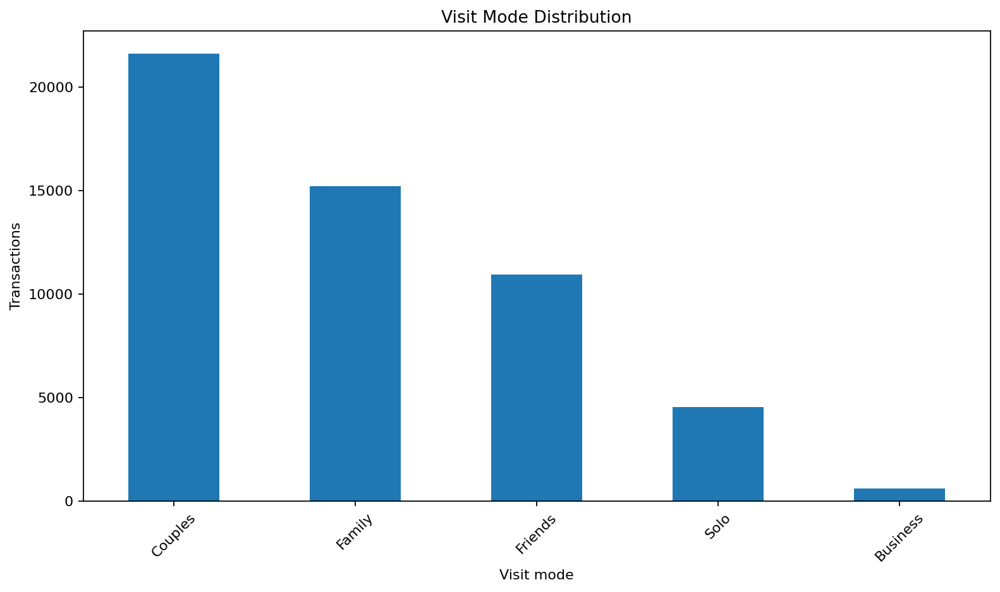 Visit Mode Distribution
Transactions
20000
15000
10000
5000
0
Couples
Family
Friends
Solo
Business
Visit mode